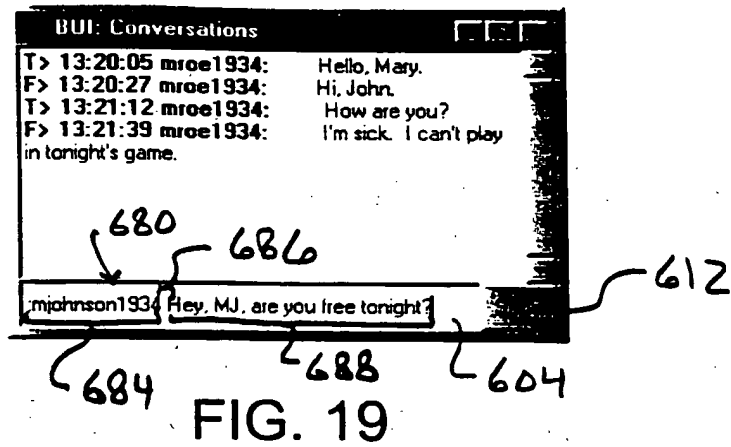 BUI: Conversations
T> 13:20:05 mroe1934: Hello, Mary.
F> 13:20:27 mroe1934: Hi, John.
T> 13:21:12 mroe1934: How are you?
F> 13:21:39 mroe1934: I'm sick. I can't play
in tonight's game.
680
686
612
:mjohnson1934 Hey, MJ, are you free tonight?
684
688
604
FIG. 19